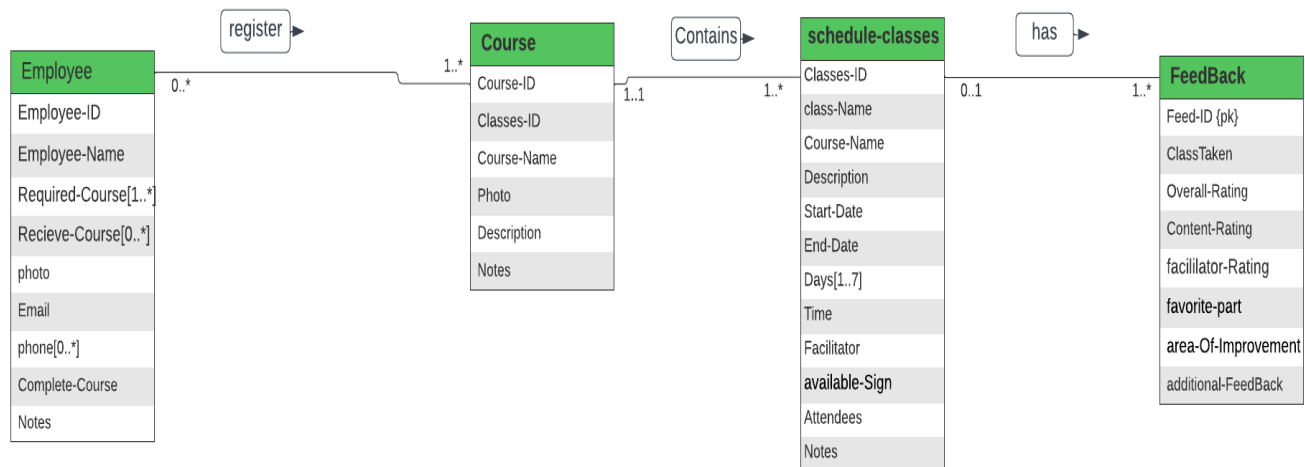 register
Contains
has
Employee
Employee-ID
Employee-Name
Required-Course[1..*]
Recieve-Course[0..*]
photo
Email
phone[0..*]
Complete-Course
Notes
0..*
1..*
Course
Course-ID
Classes-ID
Course-Name
Photo
Description
Notes
1..1
1..*
schedule-classes
Classes-ID
class-Name
Course-Name
Description
Start-Date
End-Date
Days[1..7]
Time
Facilitator
available-Sign
Attendees
Notes
0..1
1..*
FeedBack
Feed-ID {pk}
ClassTaken
Overall-Rating
Content-Rating
facililator-Rating
favorite-part
area-Of-Improvement
additional-FeedBack